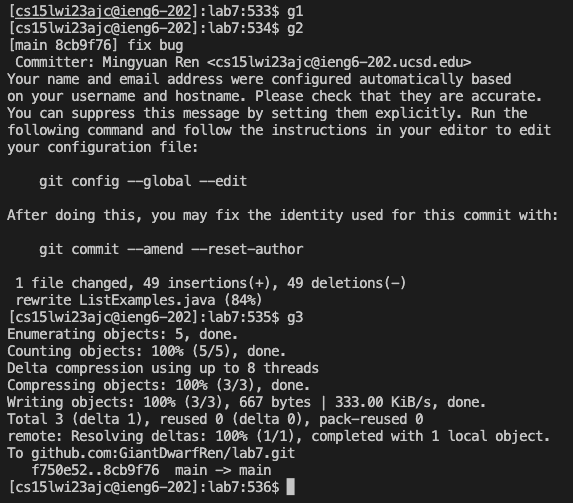 [cs15lwi23ajc@ieng6-202]:lab7:533$ g1
[cs15lwi23ajc@ieng6-202]:lab7:534$ g2
[main 8cb9f76] fix bug
 Committer: Mingyuan Ren <cs15lwi23ajc@ieng6-202.ucsd.edu>
Your name and email address were configured automatically based
on your username and hostname. Please check that they are accurate.
You can suppress this message by setting them explicitly. Run the
following command and follow the instructions in your editor to edit
your configuration file:

    git config --global --edit

After doing this, you may fix the identity used for this commit with:

    git commit --amend --reset-author

 1 file changed, 49 insertions(+), 49 deletions(-)
 rewrite ListExamples.java (84%)
[cs15lwi23ajc@ieng6-202]:lab7:535$ g3
Enumerating objects: 5, done.
Counting objects: 100% (5/5), done.
Delta compression using up to 8 threads
Compressing objects: 100% (3/3), done.
Writing objects: 100% (3/3), 667 bytes | 333.00 KiB/s, done.
Total 3 (delta 1), reused 0 (delta 0), pack-reused 0
remote: Resolving deltas: 100% (1/1), completed with 1 local object.
To github.com:GiantDwarfRen/lab7.git
   f750e52..8cb9f76  main -> main
[cs15lwi23ajc@ieng6-202]:lab7:536$